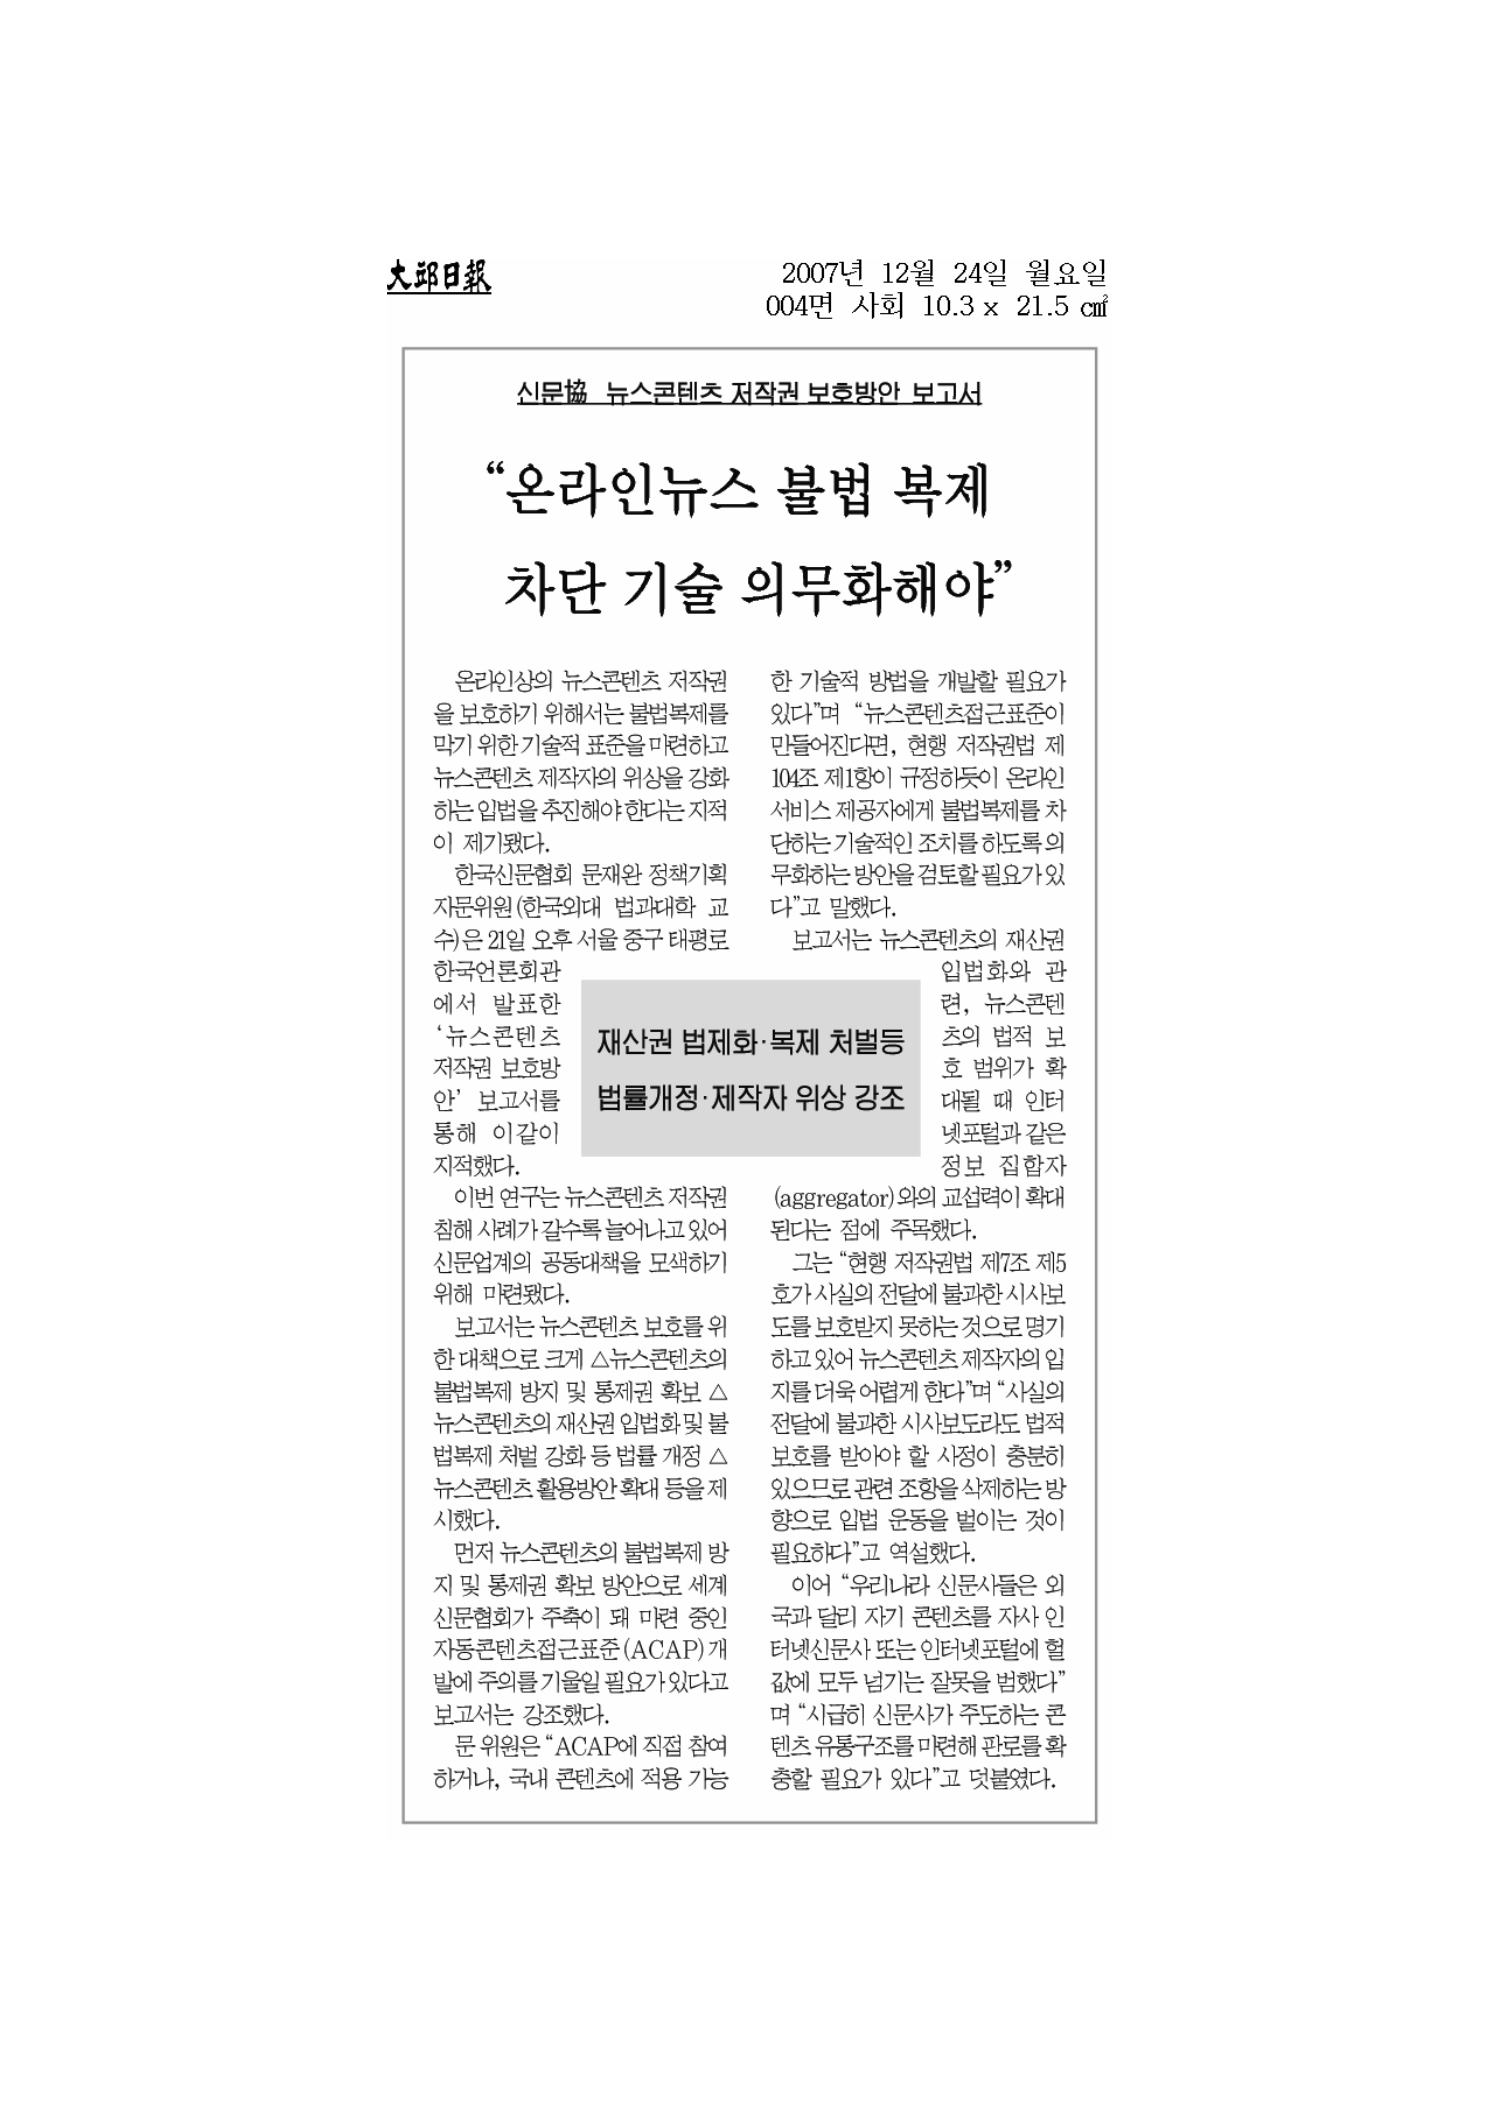 大邱日報
2007년 12월 24일 월요일
004면 사회 10.3 x 21.5 ㎠
신문協 뉴스콘텐츠 저작권 보호방안 보고서
“온라인뉴스 불법 복제
차단 기술 의무화해야”
온라인상의 뉴스콘텐츠 저작권
을 보호하기 위해서는 불법복제를
막기 위한 기술적 표준을 마련하고
뉴스콘텐츠 제작자의 위상을 강화
하는 입법을 추진해야 한다는 지적
이 제기됐다.
한국신문협회 문재완 정책기획
자문위원(한국외대 법과대학 교
수)은 21일 오후 서울 중구 태평로
한국언론회관
에서 발표한
‘뉴스콘텐츠
저작권 보호방
안’ 보고서를
통해 이같이
지적했다.
이번 연구는 뉴스콘텐츠 저작권
침해 사례가 갈수록 늘어나고 있어
신문업계의 공동대책을 모색하기
위해 마련됐다.
보고서는 뉴스콘텐츠 보호를 위
한 대책으로 크게 △뉴스콘텐츠의
불법복제 방지 및 통제권 확보 △
뉴스콘텐츠의 재산권 입법화 및 불
법복제 처벌 강화 등 법률 개정 △
뉴스콘텐츠 활용방안 확대 등을 제
시했다.
먼저 뉴스콘텐츠의 불법복제 방
지 및 통제권 확보 방안으로 세계
신문협회가 주축이 돼 마련 중인
자동콘텐츠접근표준(ACAP) 개
발에 주의를 기울일 필요가 있다고
보고서는 강조했다.
문 위원은 “ACAP에 직접 참여
하거나, 국내 콘텐츠에 적용 가능
재산권 법제화·복제 처벌등
법률개정·제작자 위상 강조
한 기술적 방법을 개발할 필요가
있다”며 “뉴스콘텐츠접근표준이
만들어진다면, 현행 저작권법 제
104조 제1항이 규정하듯이 온라인
서비스 제공자에게 불법복제를 차
단하는 기술적인 조치를 하도록 의
무화하는 방안을 검토할 필요가 있
다”고 말했다.
보고서는 뉴스콘텐츠의 재산권
입법화와 관
련, 뉴스콘텐
츠의 법적 보
호 범위가 확
대될 때 인터
넷포털과 같은
정보 집합자
(aggregator)와의 교섭력이 확대
된다는 점에 주목했다.
그는 “현행 저작권법 제7조 제5
호가 사실의 전달에 불과한 시사보
도를 보호받지 못하는 것으로 명기
하고 있어 뉴스콘텐츠 제작자의 입
지를 더욱 어렵게 한다”며 “사실의
전달에 불과한 시사보도라도 법적
보호를 받아야 할 사정이 충분히
있으므로 관련 조항을 삭제하는 방
향으로 입법 운동을 벌이는 것이
필요하다”고 역설했다.
이어 “우리나라 신문사들은 외
국과 달리 자기 콘텐츠를 자사 인
터넷신문사 또는 인터넷포털에 헐
값에 모두 넘기는 잘못을 범했다”
며 “시급히 신문사가 주도하는 콘
텐츠 유통구조를 마련해 판로를 확
충할 필요가 있다”고 덧붙였다.